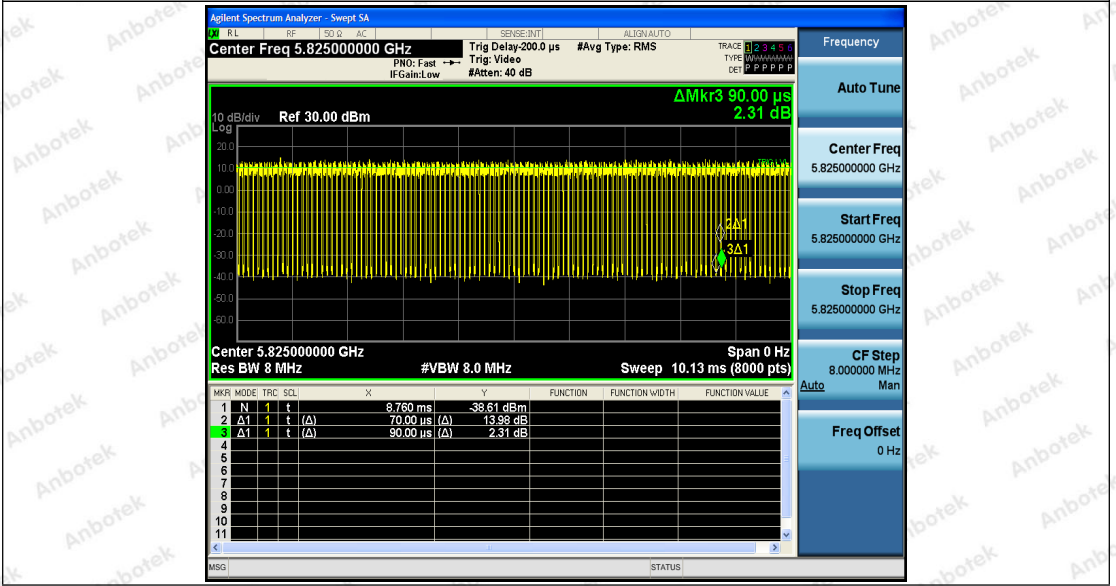 Agilent Spectrum Analyzer - Swept SA
RL RF 50 Ω AC SENSE:INT ALIGNAUTO
Center Freq 5.825000000 GHz
PNO: Fast
IFGain:Low
Trig Delay-200.0 µs
Trig: Video
#Atten: 40 dB
#Avg Type: RMS
TRACE 1 2 3 4 5 6
TYPE
DET P P P P P P
ΔMkr3 90.00 µs
2.31 dB
10 dB/div Ref 30.00 dBm
Log
20.0
10.0
0.00
-10.0
-20.0
-30.0
-40.0
-50.0
-60.0
2Δ1
3Δ1
Center 5.825000000 GHz Span 0 Hz
Res BW 8 MHz #VBW 8.0 MHz Sweep 10.13 ms (8000 pts)
MKR MODE TRC SCL X Y FUNCTION FUNCTION WIDTH FUNCTION VALUE
1 N 1 t 8.760 ms -38.61 dBm
2 Δ1 1 t (Δ) 70.00 µs (Δ) 13.98 dB
3 Δ1 1 t (Δ) 90.00 µs (Δ) 2.31 dB
4
5
6
7
8
9
10
11
MSG STATUS
Frequency
Auto Tune
Center Freq
5.825000000 GHz
Start Freq
5.825000000 GHz
Stop Freq
5.825000000 GHz
CF Step
8.000000 MHz
Auto Man
Freq Offset
0 Hz
Anbotek